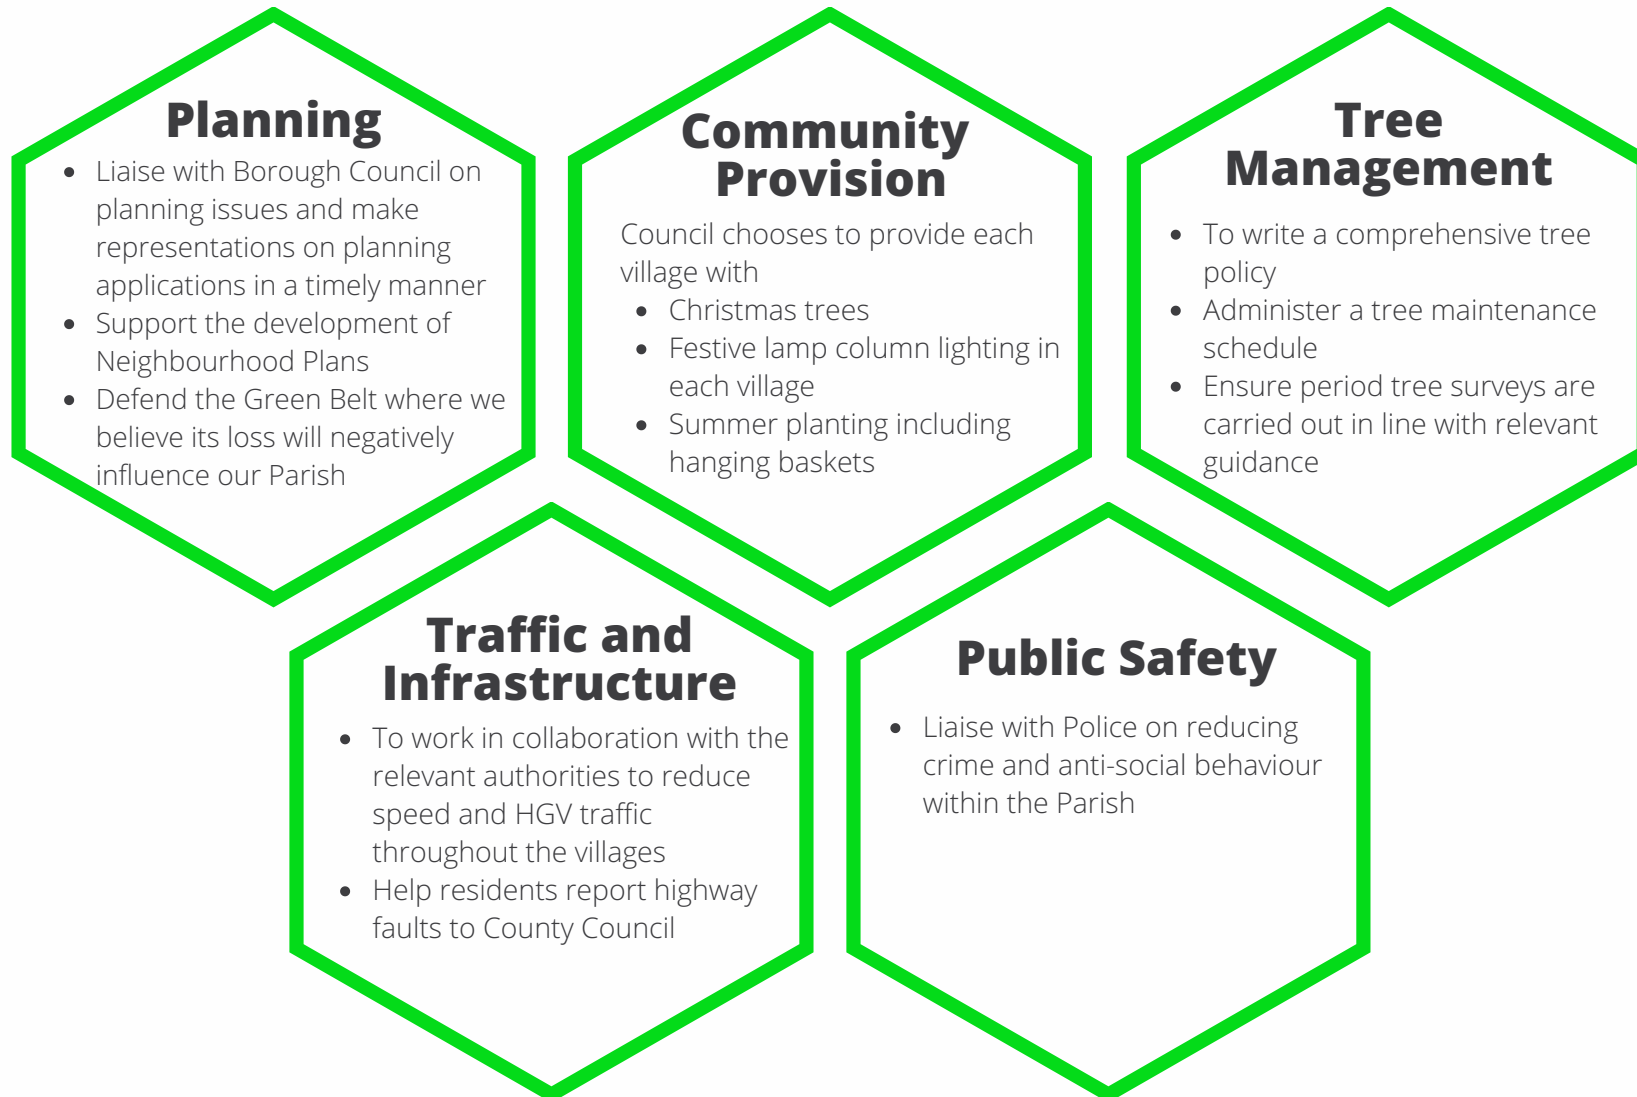 Planning
• Liaise with Borough Council on
planning issues and make
representations on planning
applications in a timely manner
• Support the development of
Neighbourhood Plans
• Defend the Green Belt where we
believe its loss will negatively
influence our Parish
Community
Provision
Council chooses to provide each
village with
• Christmas trees
• Festive lamp column lighting in
each village
• Summer planting including
hanging baskets
Tree
Management
• To write a comprehensive tree
policy
• Administer a tree maintenance
schedule
• Ensure period tree surveys are
carried out in line with relevant
guidance
Traffic and
Infrastructure
• To work in collaboration with the
relevant authorities to reduce
speed and HGV traffic
throughout the villages
• Help residents report highway
faults to County Council
Public Safety
• Liaise with Police on reducing
crime and anti-social behaviour
within the Parish